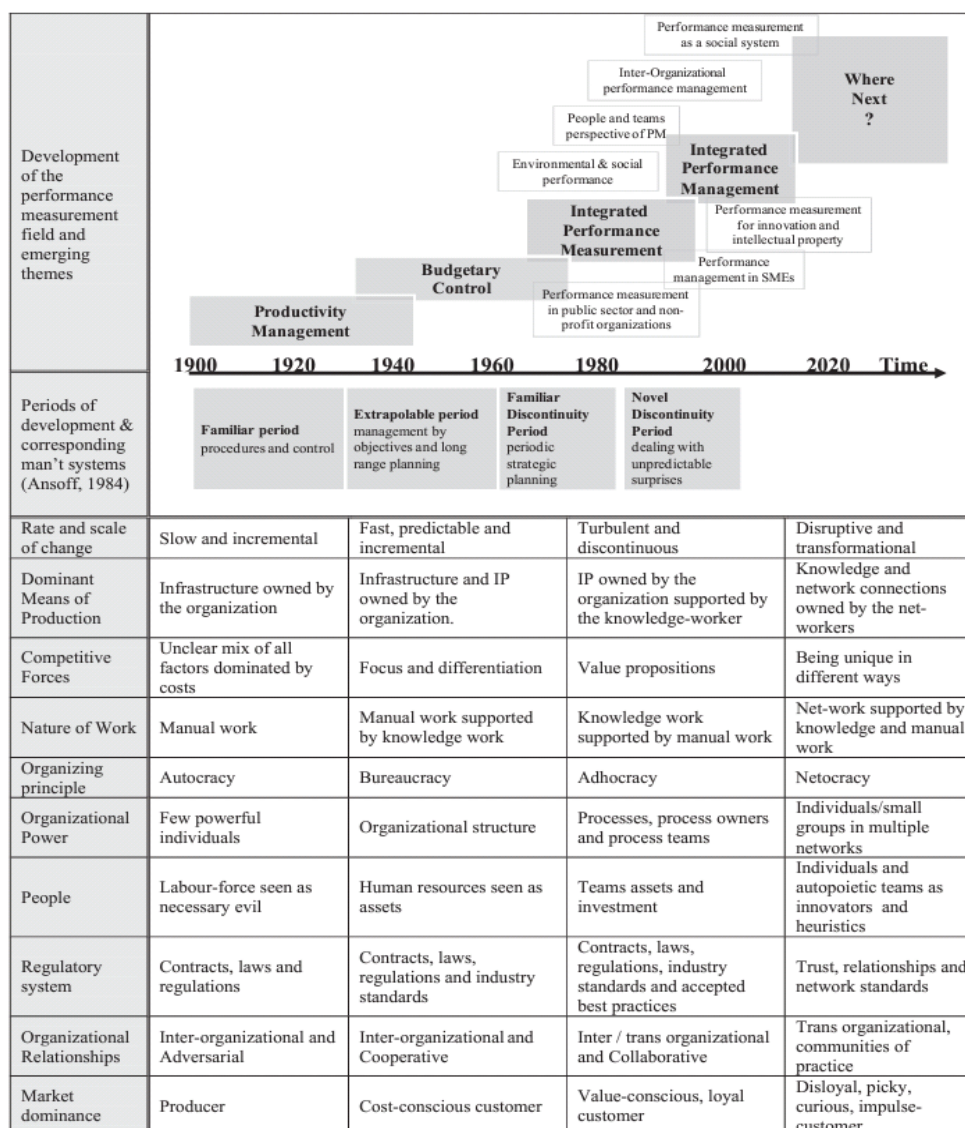 Development
of the
performance
measurement
field and
emerging
themes
Performance measurement
as a social system
Where
Next
?
Inter-Organizational
performance management
People and teams
perspective of PM
Integrated
Performance
Management
Environmental & social
performance
Integrated
Performance
Measurement
Performance measurement
for innovation and
intellectual property
Budgetary
Control
Performance
management in SMEs
Performance measurement
in public sector and non-
profit organizations
Productivity
Management
1900 1920 1940 1960 1980 2000 2020 Time
Periods of
development &
corresponding
man't systems
(Ansoff, 1984)
Familiar period
procedures and control
Extrapolable period
management by
objectives and long
range planning
Familiar
Discontinuity
Period
periodic
strategic
planning
Novel
Discontinuity
Period
dealing with
unpredictable
surprises
Rate and scale
of change
Slow and incremental
Fast, predictable and
incremental
Turbulent and
discontinuous
Disruptive and
transformational
Dominant
Means of
Production
Infrastructure owned by
the organization
Infrastructure and IP
owned by the
organization.
IP owned by the
organization supported by
the knowledge-worker
Knowledge and
network connections
owned by the net-
workers
Competitive
Forces
Unclear mix of all
factors dominated by
costs
Focus and differentiation
Value propositions
Being unique in
different ways
Nature of Work
Manual work
Manual work supported
by knowledge work
Knowledge work
supported by manual work
Net-work supported by
knowledge and manual
work
Organizing
principle
Autocracy
Bureaucracy
Adhocracy
Netocracy
Organizational
Power
Few powerful
individuals
Organizational structure
Processes, process owners
and process teams
Individuals/small
groups in multiple
networks
People
Labour-force seen as
necessary evil
Human resources seen as
assets
Teams assets and
investment
Individuals and
autopoietic teams as
innovators and
heuristics
Regulatory
system
Contracts, laws and
regulations
Contracts, laws,
regulations and industry
standards
Contracts, laws,
regulations, industry
standards and accepted
best practices
Trust, relationships and
network standards
Organizational
Relationships
Inter-organizational and
Adversarial
Inter-organizational and
Cooperative
Inter / trans organizational
and Collaborative
Trans organizational,
communities of
practice
Market
dominance
Producer
Cost-conscious customer
Value-conscious, loyal
customer
Disloyal, picky,
curious, impulse-
customer